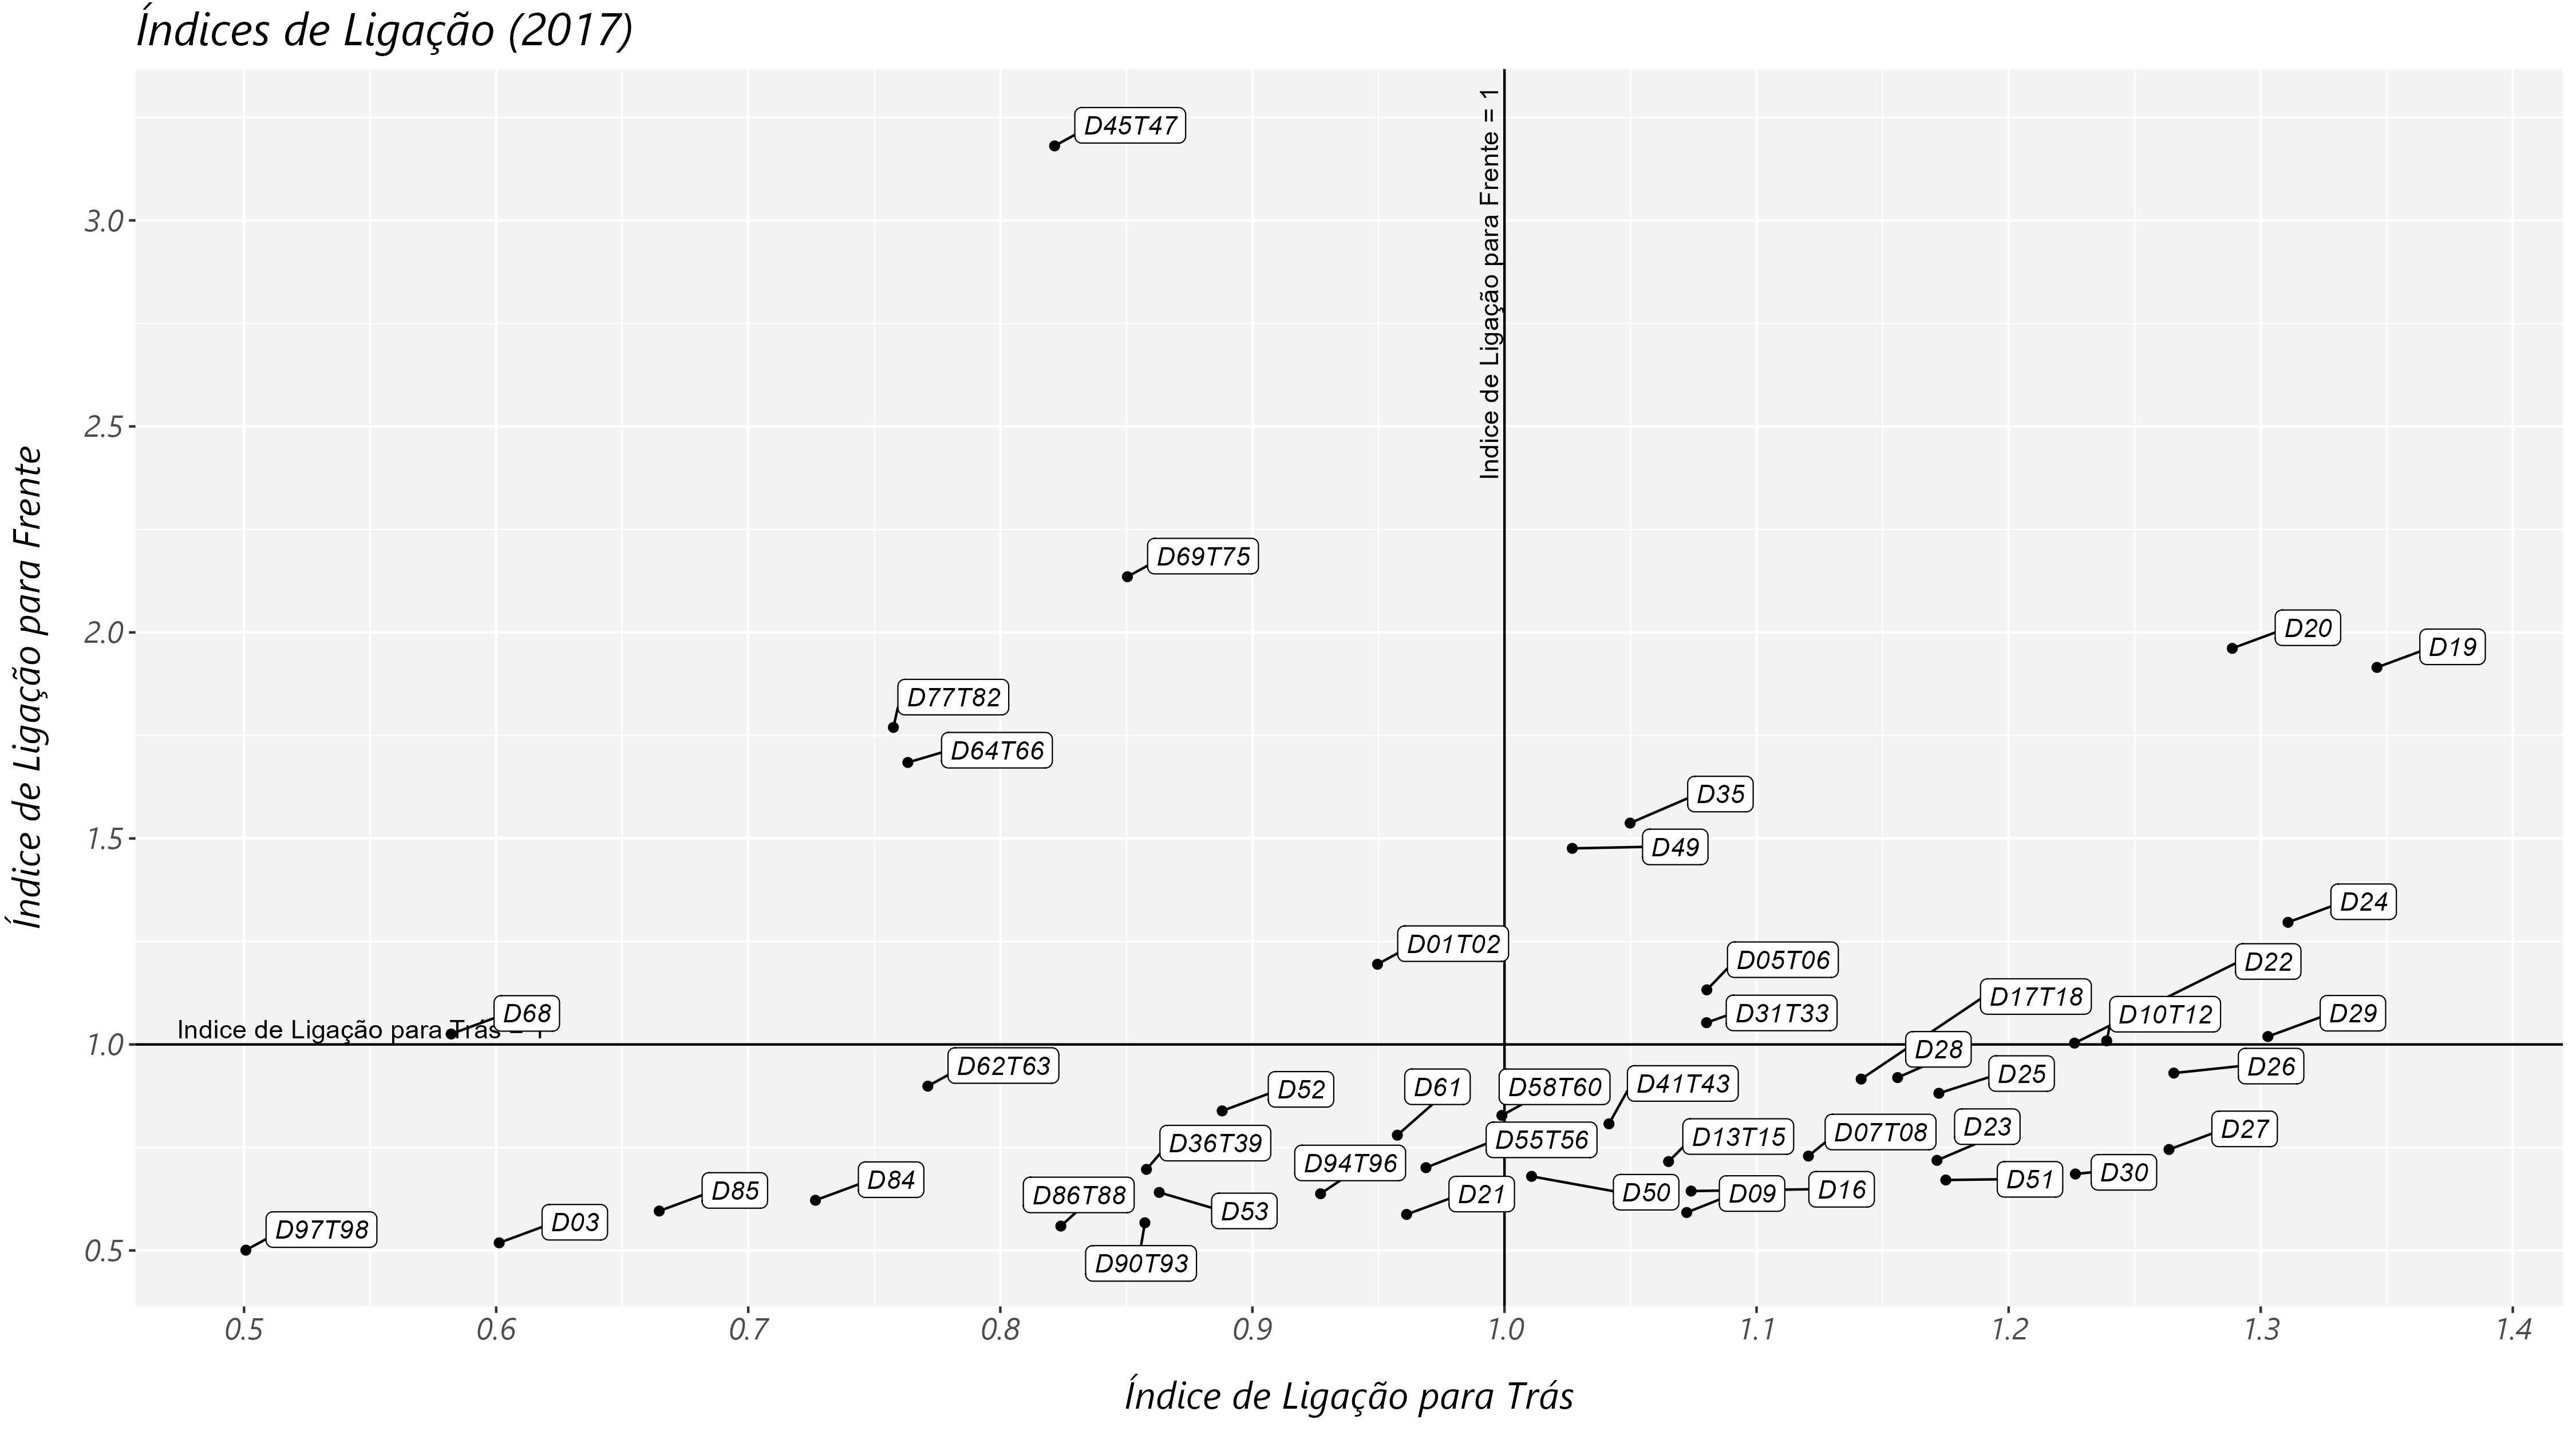 Índices de Ligação (2017)
Índice de Ligação para Frente
3.0
2.5
2.0
1.5
1.0
0.5
Indice de Ligação para Frente = 1
Indice de Ligação para Trás = 1
D45T47
D69T75
D20
D19
D77T82
D64T66
D35
D49
D24
D01T02
D05T06
D22
D17T18
D68
D31T33
D10T12
D29
D28
D62T63
D26
D25
D52
D61
D58T60
D41T43
D36T39
D55T56
D13T15
D07T08
D23
D27
D94T96
D84
D85
D86T88
D53
D21
D50
D09
D16
D51
D30
D97T98
D03
D90T93
0.5
0.6
0.7
0.8
0.9
1.0
1.1
1.2
1.3
1.4
Índice de Ligação para Trás